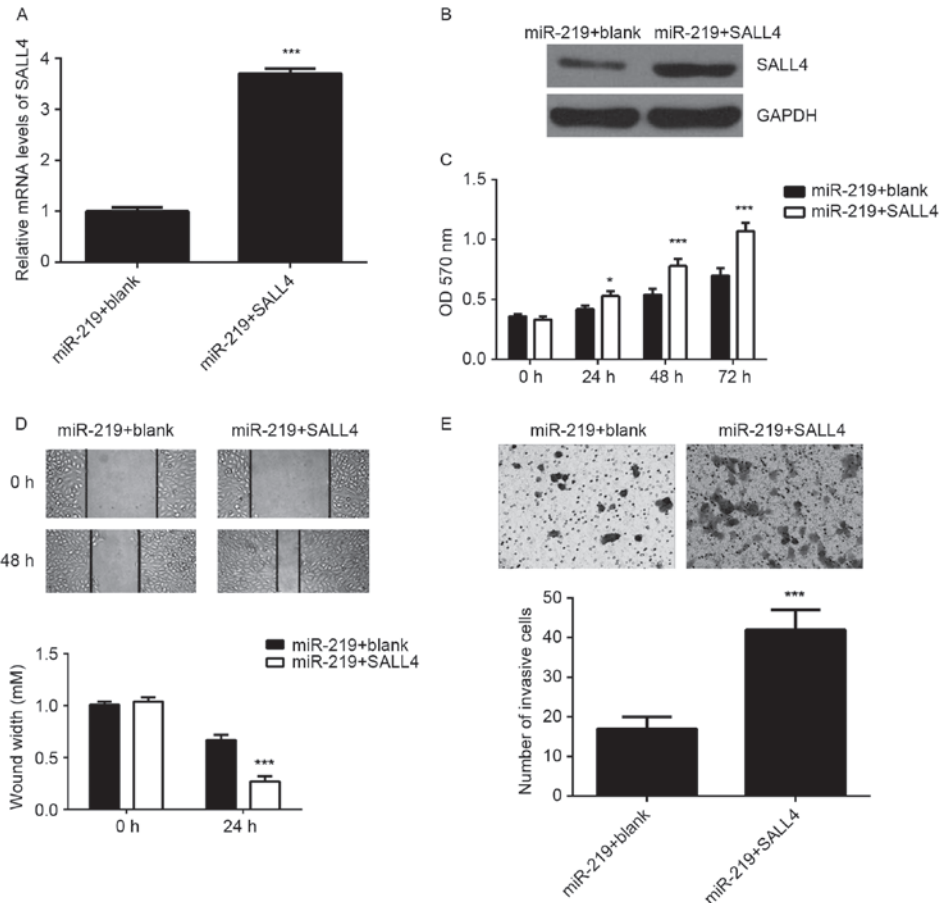 A
Relative mRNA levels of SALL4
4
3
2
1
0
***
miR-219+blank
miR-219+SALL4
B
miR-219+blank miR-219+SALL4
SALL4
GAPDH
C
OD 570 nm
1.5
1.0
0.5
0.0
*
***
***
miR-219+blank
miR-219+SALL4
0 h 24 h 48 h 72 h
D
miR-219+blank miR-219+SALL4
0 h
48 h
miR-219+blank
miR-219+SALL4
Wound width (mM)
1.5
1.0
0.5
0.0
***
0 h 24 h
E
miR-219+blank miR-219+SALL4
Number of invasive cells
50
40
30
20
10
0
***
miR-219+blank
miR-219+SALL4